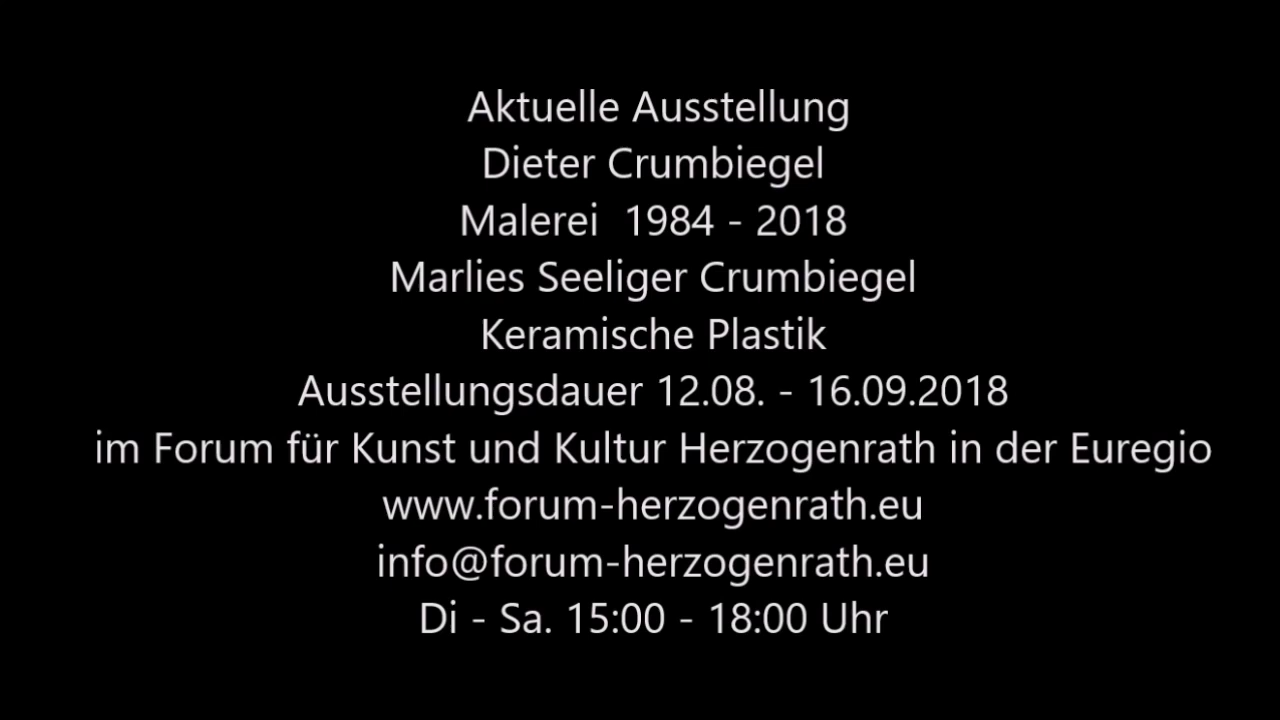 Aktuelle Ausstellung
Dieter Crumbiegel
Malerei  1984 - 2018
Marlies Seeliger Crumbiegel
Keramische Plastik
Ausstellungsdauer 12.08. - 16.09.2018
im Forum für Kunst und Kultur Herzogenrath in der Euregio
www.forum-herzogenrath.eu
info@forum-herzogenrath.eu
Di - Sa. 15:00 - 18:00 Uhr